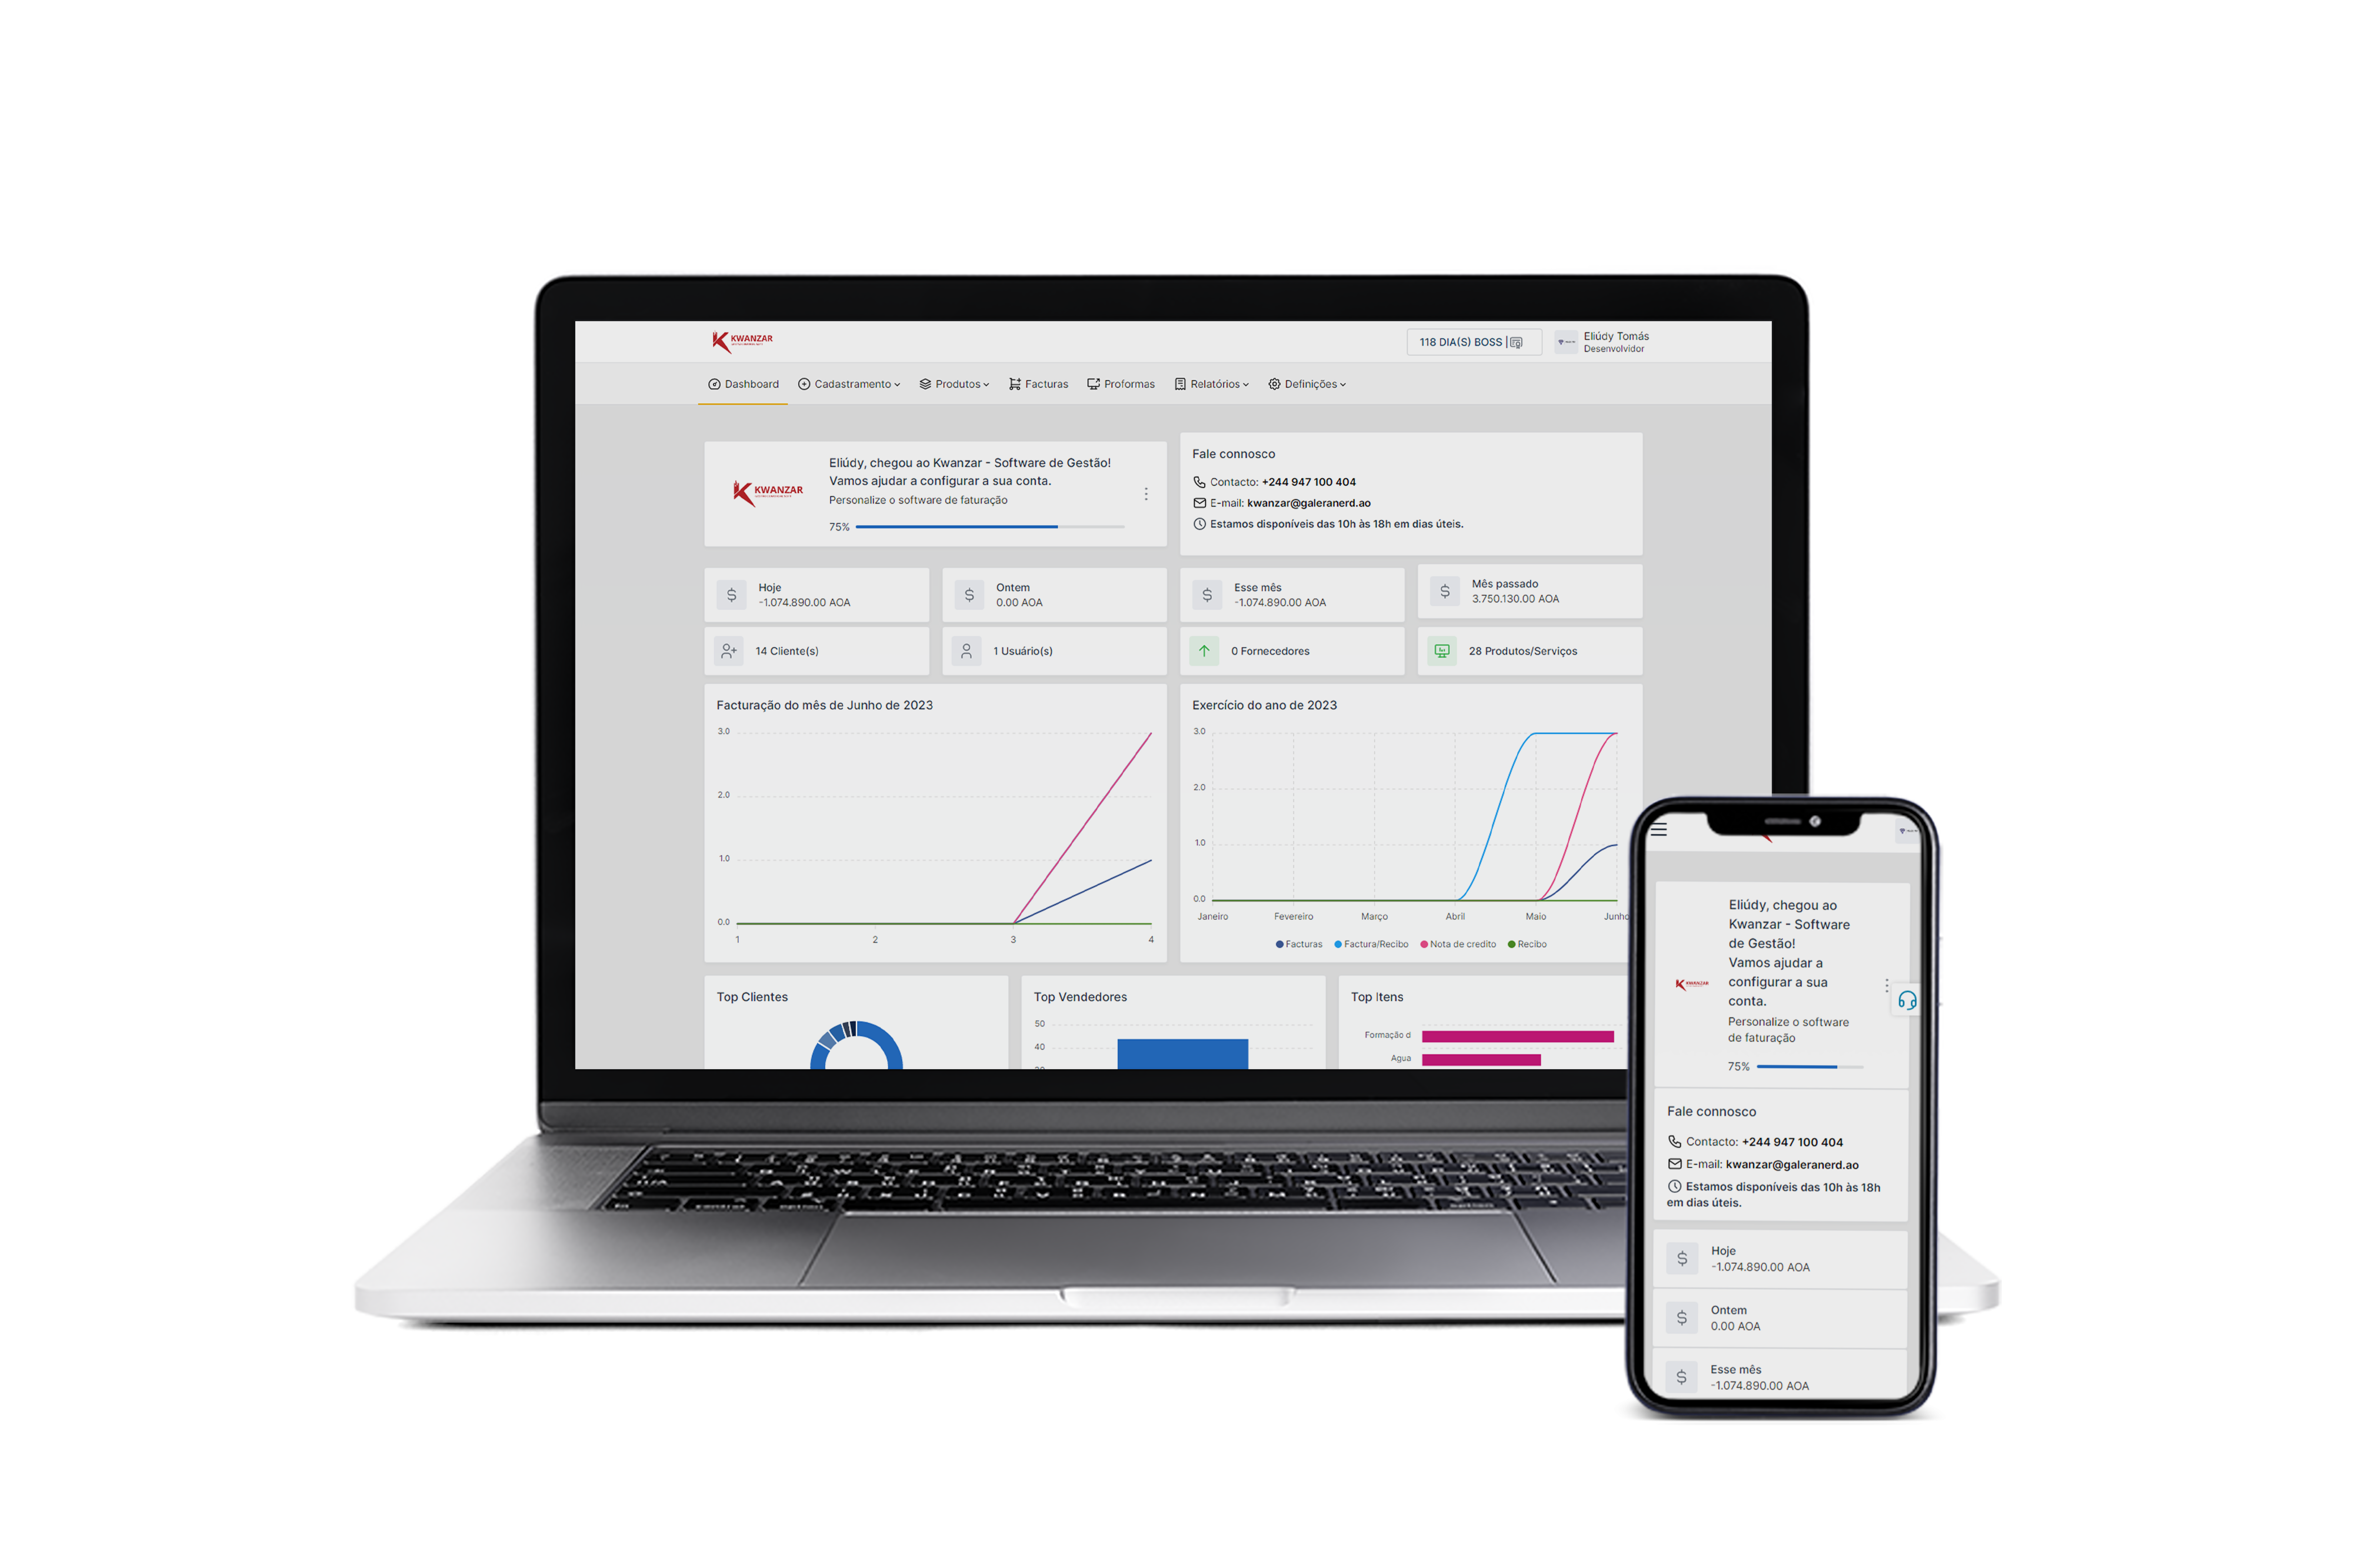 KWANZAR
118 DIA(S) BOSS
Eliúdy Tomás
Desenvolvidor
Dashboard
Cadastramento
Produtos
Facturas
Proformas
Relatórios
Definições
KWANZAR
Eliúdy, chegou ao Kwanzar - Software de Gestão!
Vamos ajudar a configurar a sua conta.
Personalize o software de faturação
75%
Fale connosco
Contacto: +244 947 100 404
E-mail: kwanzar@galeranerd.ao
Estamos disponíveis das 10h às 18h em dias úteis.
Hoje
-1.074.890.00 AOA
Ontem
0.00 AOA
Esse mês
-1.074.890.00 AOA
Mês passado
3.750.130.00 AOA
14 Cliente(s)
1 Usuário(s)
0 Fornecedores
28 Produtos/Serviços
Facturação do mês de Junho de 2023
3.0
2.0
1.0
0.0
1 2 3 4
Exercício do ano de 2023
3.0
2.0
1.0
0.0
Janeiro Fevereiro Março Abril Maio Junho
Facturas Factura/Recibo Nota de credito Recibo
Top Clientes
Top Vendedores
50
40
Top Itens
Formação d
Agua
Eliúdy, chegou ao
Kwanzar - Software
de Gestão!
Vamos ajudar a
configurar a sua
conta.
Personalize o software
de faturação
75%
KWANZAR
Fale connosco
Contacto: +244 947 100 404
E-mail: kwanzar@galeranerd.ao
Estamos disponíveis das 10h às 18h
em dias úteis.
Hoje
-1.074.890.00 AOA
Ontem
0.00 AOA
Esse mês
-1.074.890.00 AOA